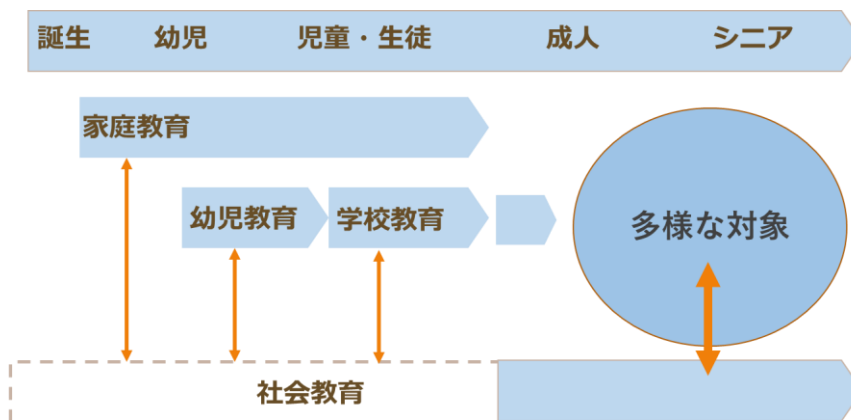 誕生 幼児 児童・生徒 成人 シニア
家庭教育
幼児教育 学校教育
多様な対象
社会教育